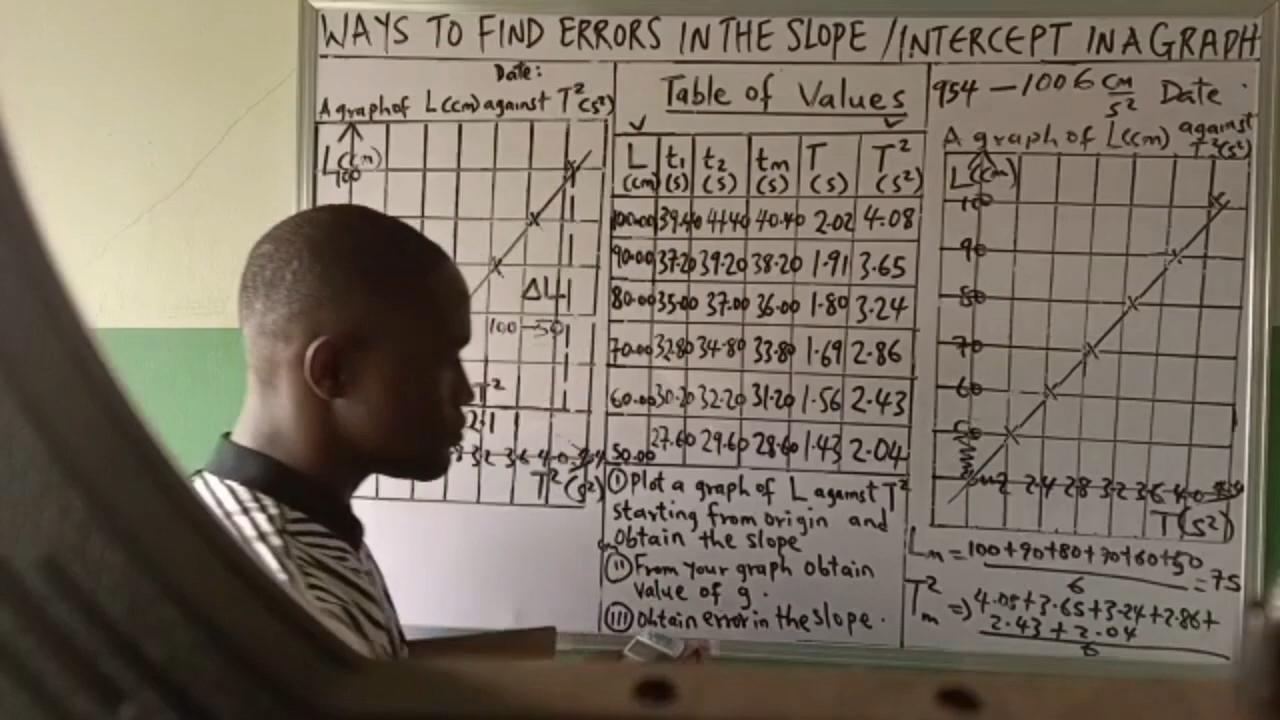 WAYS TO FIND ERRORS IN THE SLOPE /INTERCEPT IN A GRAPH
Date:
A graph of L(cm) against T²(s²)
L(cm)
100
ΔL
100-50
T²
2.1
3.2 3.6 4.0
T²(s²)
Table of Values
L (cm) t1 (s) t2 (s) tm (s) T (s) T² (s²)
100.00 39.40 41.40 40.40 2.02 4.08
90.00 37.20 39.20 38.20 1.91 3.65
80.00 35.00 37.00 36.00 1.80 3.24
70.00 32.80 34.80 33.80 1.69 2.86
60.00 30.20 32.20 31.20 1.56 2.43
50.00 27.60 29.60 28.60 1.43 2.04
(I) Plot a graph of L against T²
starting from origin and
obtain the slope
(II) From your graph obtain
value of g.
(III) Obtain error in the slope.
954 - 1006 cm/s² Date
A graph of L(cm) against T²(s²)
L(cm)
100
90
80
70
60
50
2 2.4 2.8 3.2 3.6 4.0
T(s²)
Lm = 100+90+80+70+60+50 / 6 = 75
T²m => 4.08+3.65+3.24+2.86+
2.43+2.04
6